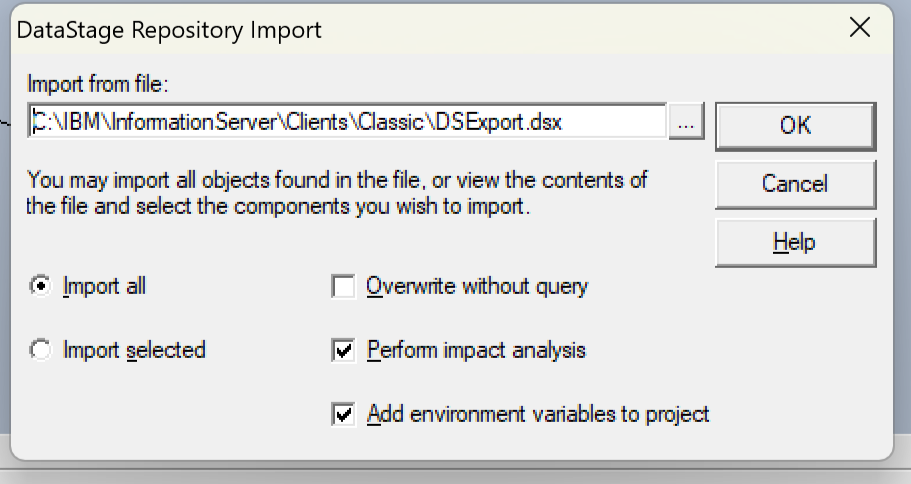 DataStage Repository Import
Import from file:
C:\IBM\InformationServer\Clients\Classic\DSExport.dsx
...
OK
You may import all objects found in the file, or view the contents of
the file and select the components you wish to import.
Cancel
Help
Import all
Overwrite without query
Import selected
Perform impact analysis
Add environment variables to project